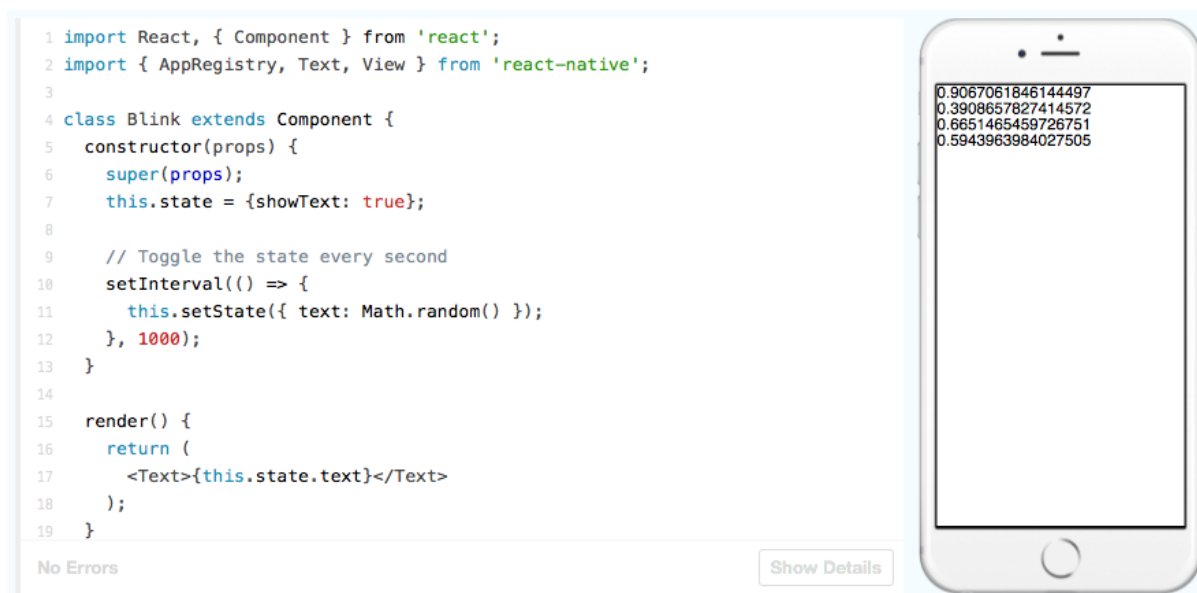 1 import React, { Component } from 'react';
2 import { AppRegistry, Text, View } from 'react-native';
3
4 class Blink extends Component {
5   constructor(props) {
6     super(props);
7     this.state = {showText: true};
8
9     // Toggle the state every second
10     setInterval(() => {
11       this.setState({ text: Math.random() });
12     }, 1000);
13   }
14
15   render() {
16     return (
17       <Text>{this.state.text}</Text>
18     );
19   }
No Errors
Show Details
0.9067061846144497
0.3908657827414572
0.6651465459726751
0.5943963984027505